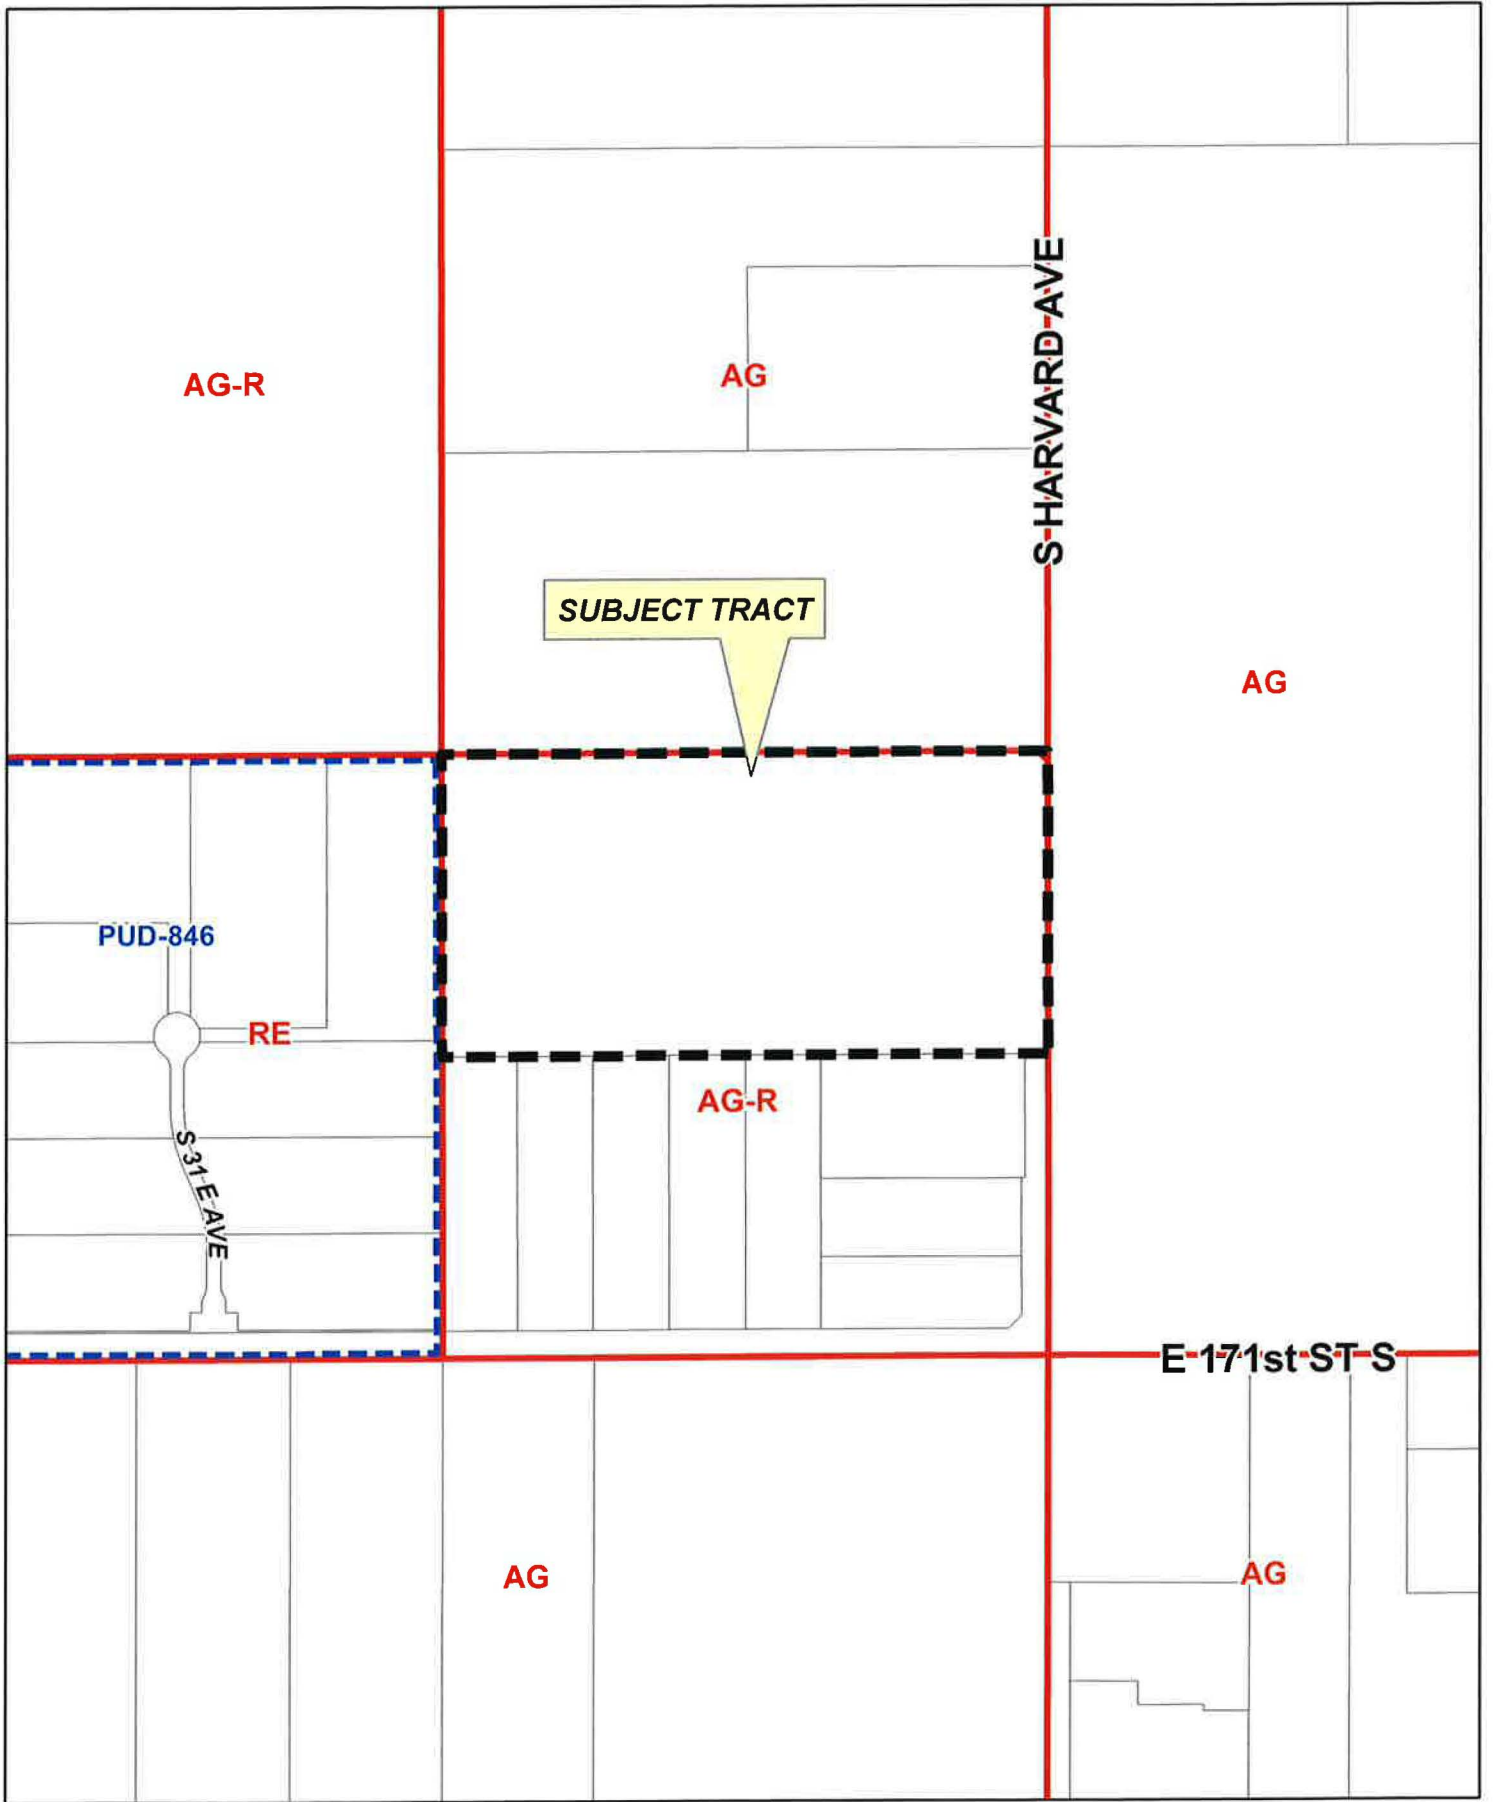 S HARVARD AVE
AG-R
AG
SUBJECT TRACT
AG
PUD-846
RE
AG-R
S 31 E AVE
E 171st ST S
AG
AG